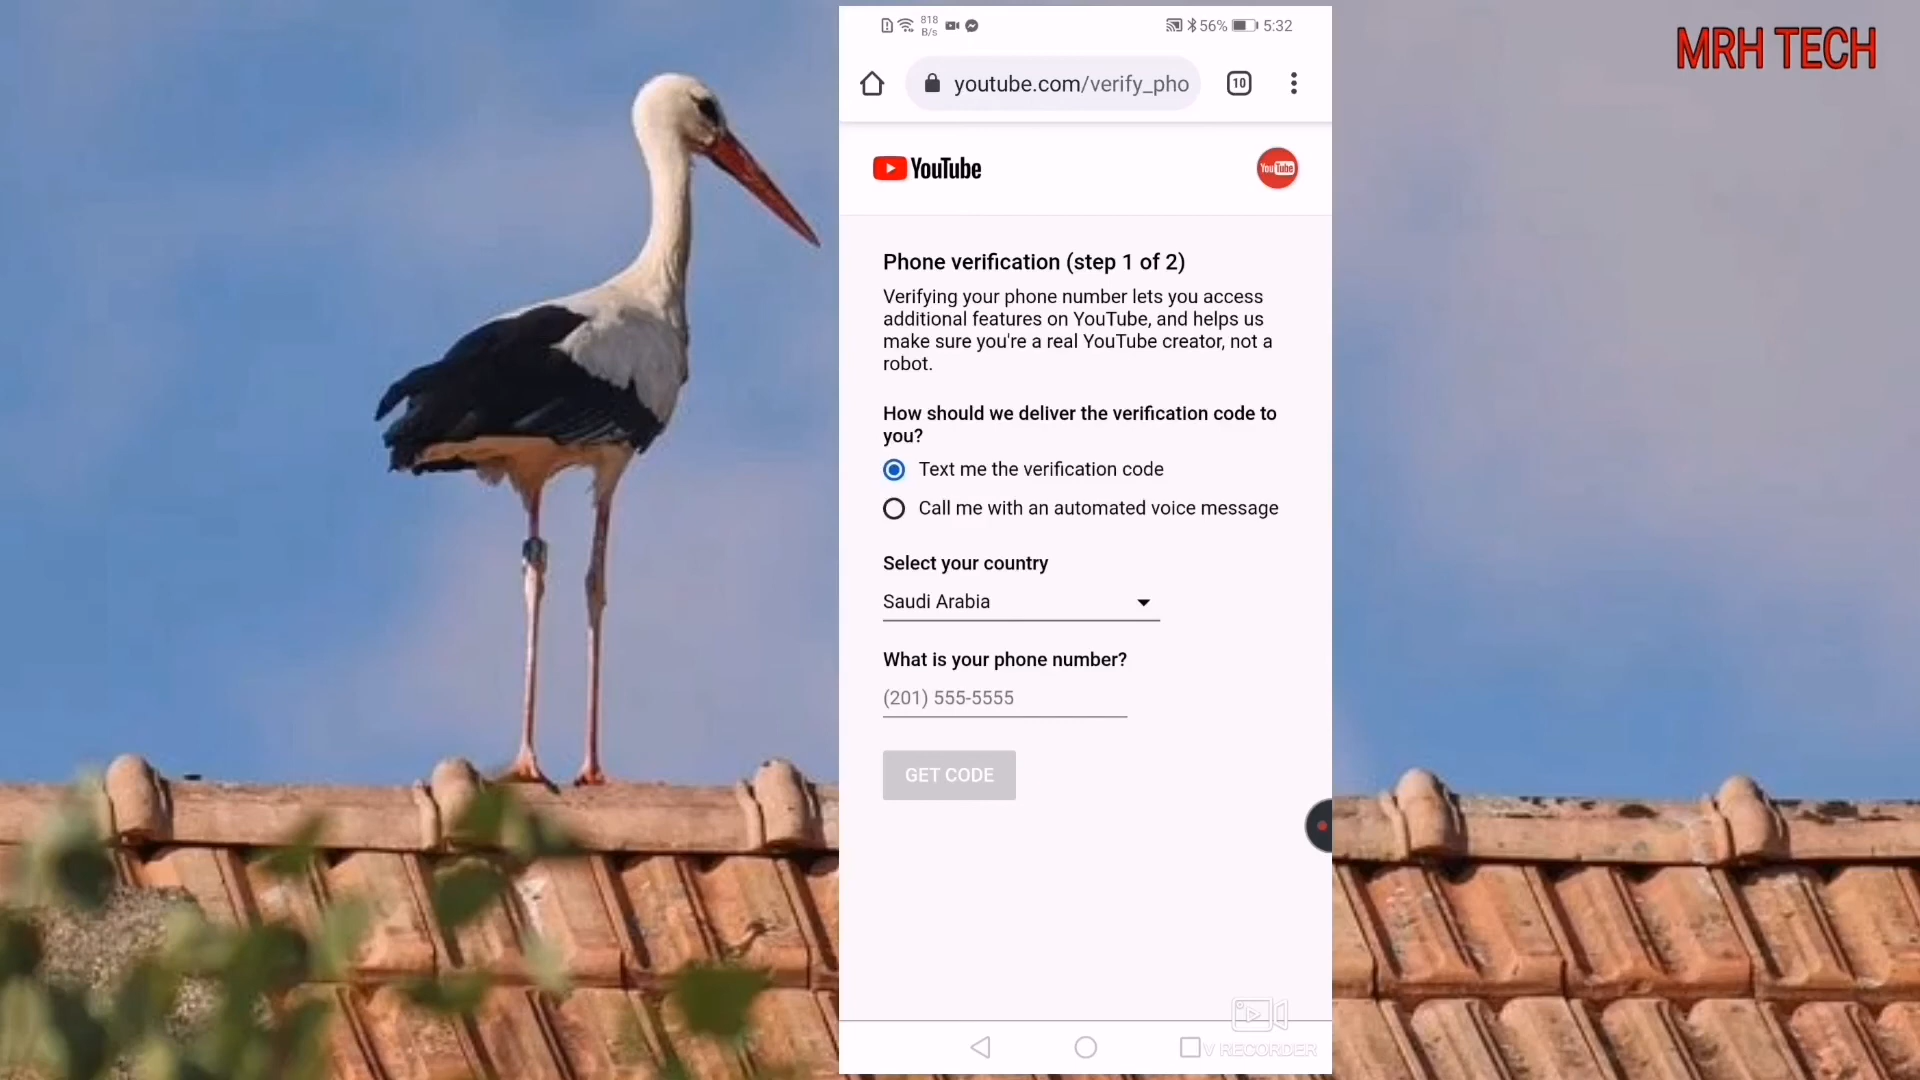 818
B/s
56%
5:32
MRH TECH
youtube.com/verify_pho
10
YouTube
YouTube
Phone verification (step 1 of 2)
Verifying your phone number lets you access
additional features on YouTube, and helps us
make sure you're a real YouTube creator, not a
robot.
How should we deliver the verification code to
you?
Text me the verification code
Call me with an automated voice message
Select your country
Saudi Arabia
What is your phone number?
(201) 555-5555
GET CODE
V RECORDER